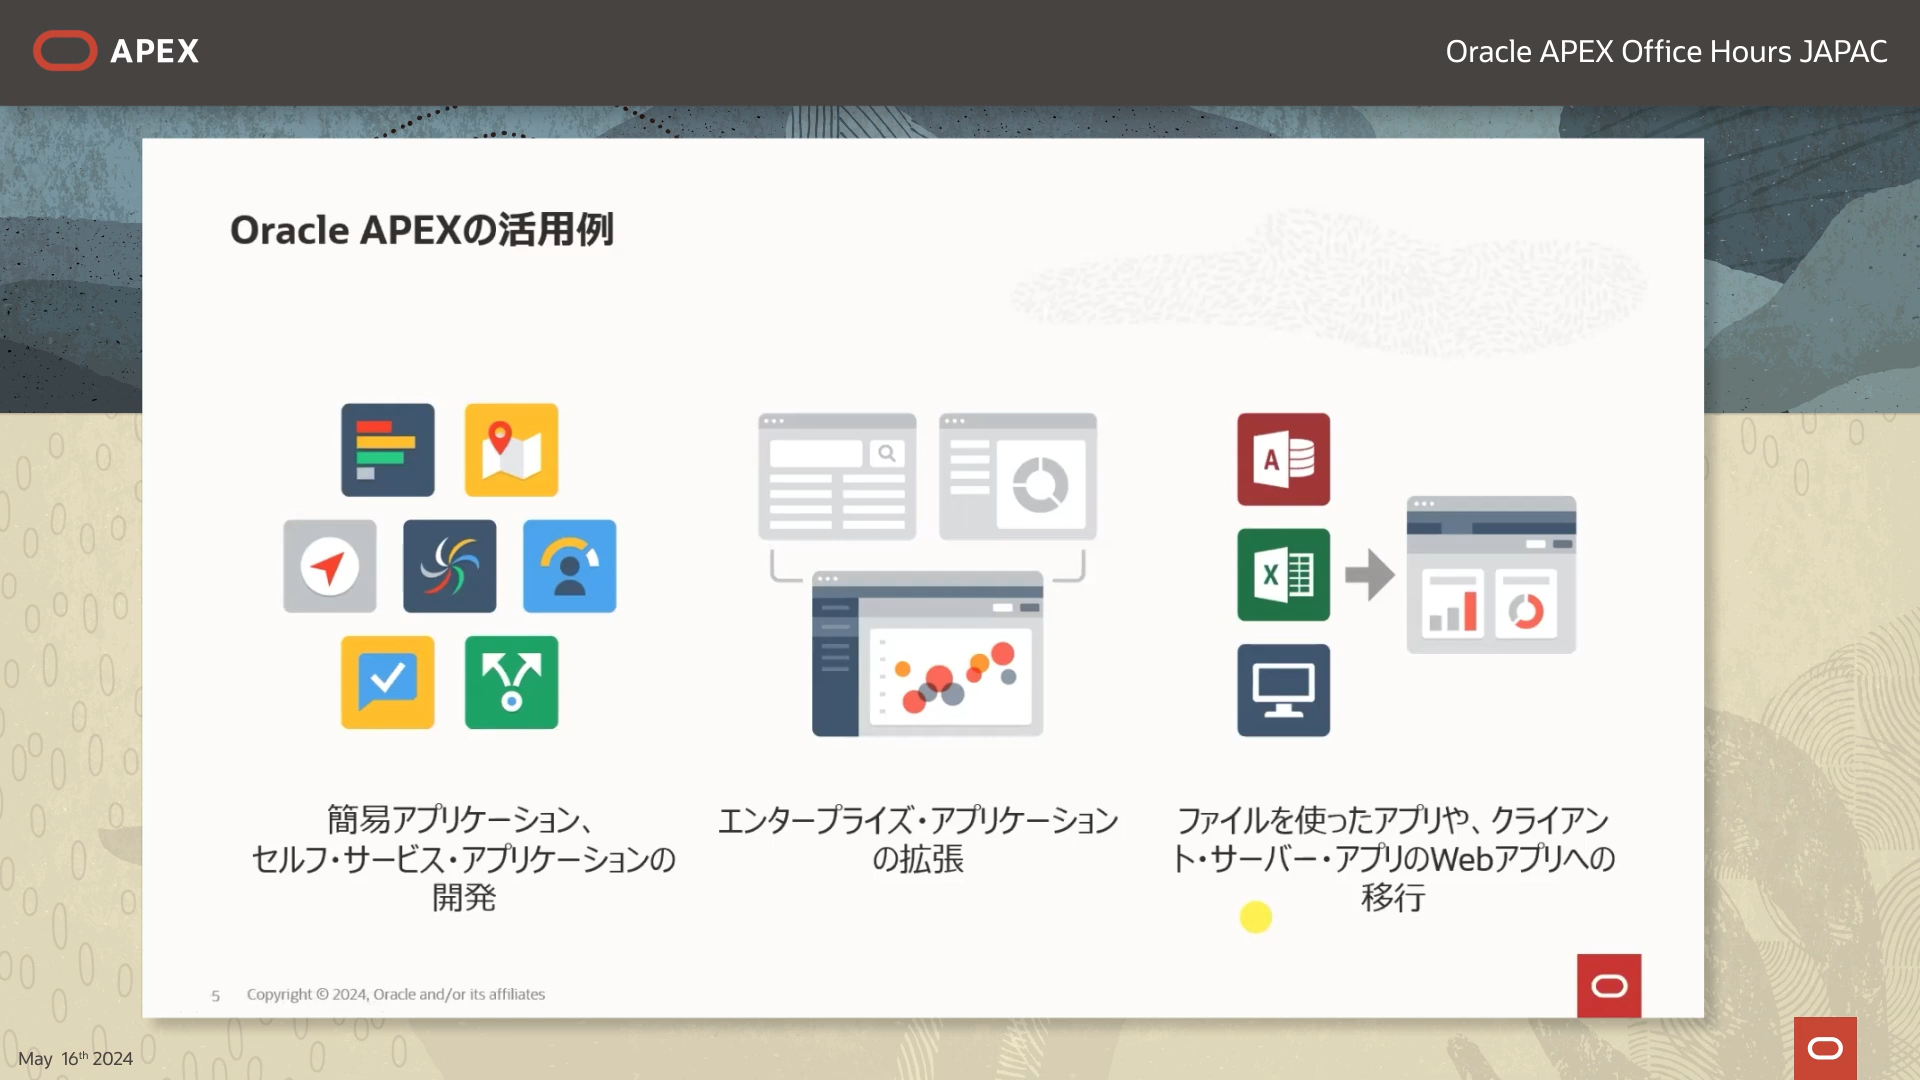 APEX
Oracle APEX Office Hours JAPAC
Oracle APEXの活用例
A
X
簡易アプリケーション、
セルフ・サービス・アプリケーションの
開発
エンタープライズ・アプリケーション
の拡張
ファイルを使ったアプリや、クライアン
ト・サーバー・アプリのWebアプリへの
移行
5 Copyright © 2024, Oracle and/or its affiliates
May 16th 2024